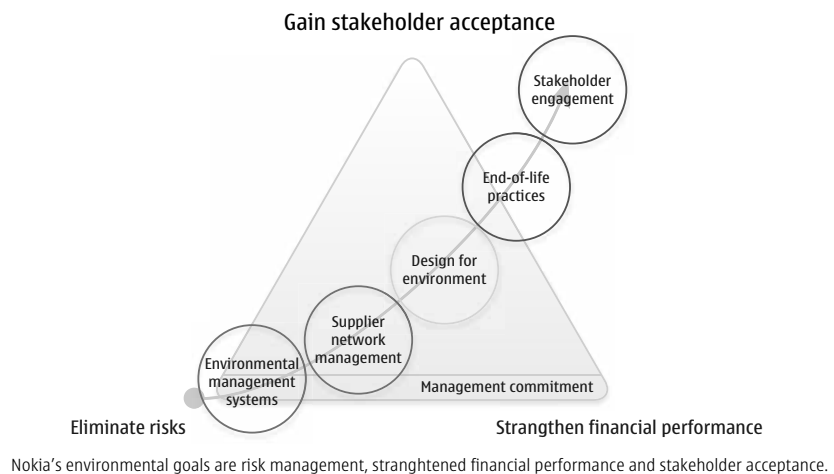 Gain stakeholder acceptance
Stakeholder
engagement
End-of-life
practices
Design for
environment
Supplier
network
management
Environmental
management
systems
Management commitment
Eliminate risks
Strangthen financial performance
Nokia's environmental goals are risk management, stranghtened financial performance and stakeholder acceptance.